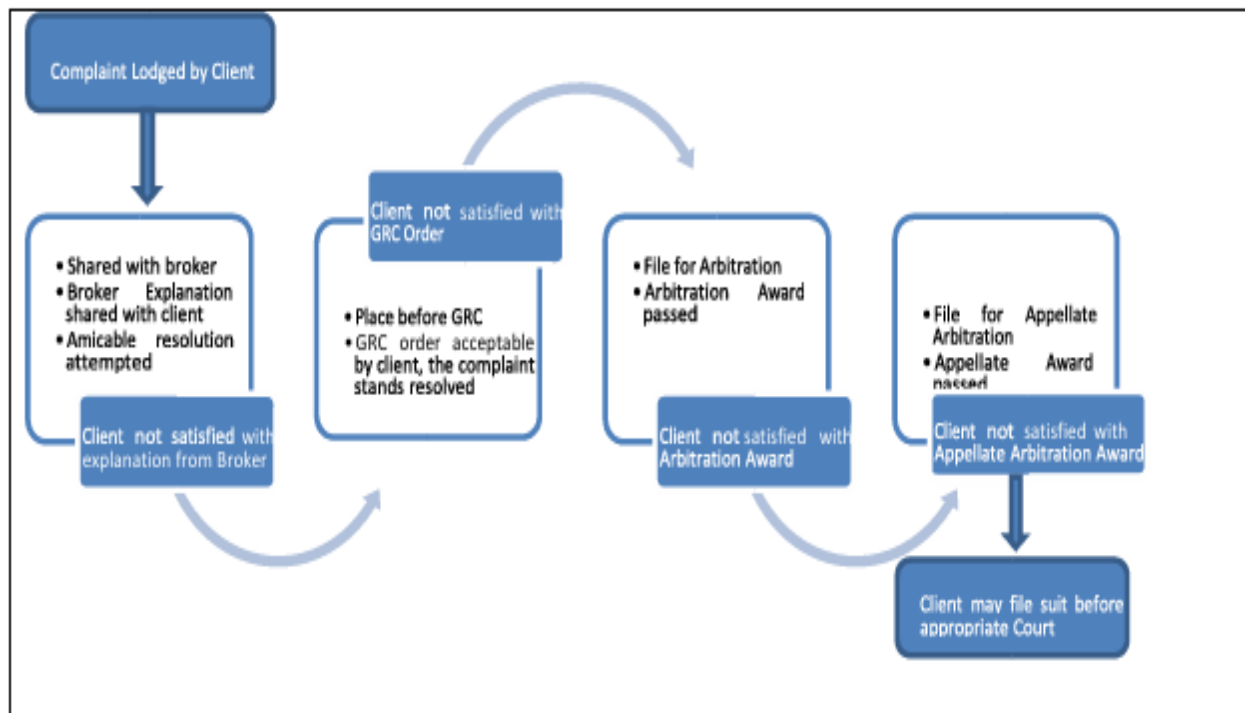 Complaint Lodged by Client
• Shared with broker
• Broker Explanation
shared with client
• Amicable resolution
attempted
Client not satisfied with
explanation from Broker
Client not satisfied with
GRC Order
• Place before GRC
• GRC order acceptable
by client, the complaint
stands resolved
• File for Arbitration
• Arbitration Award
passed
Client not satisfied with
Arbitration Award
• File for Appellate
Arbitration
• Appellate Award
passed
Client not satisfied with
Appellate Arbitration Award
Client may file suit before
appropriate Court